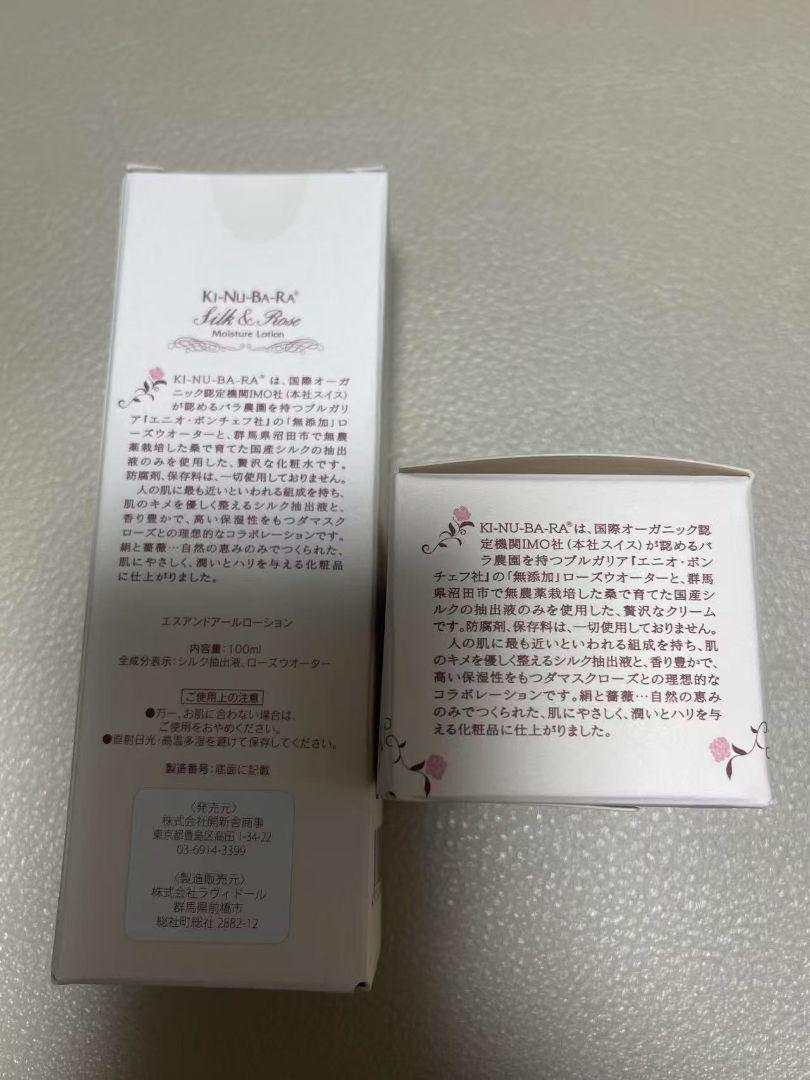 KI-NU-BA-RA®
Silk & Rose
Moisture Lotion
KI-NU-BA-RA®は、国際オーガ
ニック認定機関IMO社(本社スイス)
が認めるバラ農園を持つブルガリ
ア『エニオ・ボンチェフ社』の「無添加」ロ
ーズウオーターと、群馬県沼田市で無農
薬栽培した桑で育てた国産シルクの抽出
液のみを使用した、贅沢な化粧水です。
防腐剤、保存料は、一切使用しておりません。
人の肌に最も近いといわれる組成を持ち、
肌のキメを優しく整えるシルク抽出液と、
香り豊かで、高い保湿性をもつダマスク
ローズとの理想的なコラボレーションです。
絹と薔薇…自然の恵みのみでつくられた、
肌にやさしく、潤いとハリを与える化粧品
に仕上がりました。
エスアンドアールローション
内容量:100ml
全成分表示:シルク抽出液、ローズウオーター
ご使用上の注意
●万一、お肌に合わない場合は、
ご使用をおやめください。
●直射日光・高温多湿を避けて保存してください。
製造番号:底面に記載
〈発売元〉
株式会社開新舎商事
東京都豊島区高田1-34-22
03-6914-3399
〈製造販売元〉
株式会社ラヴィドール
群馬県前橋市
総社町総社 2882-12
KI-NU-BA-RA®は、国際オーガニック認
定機関IMO社(本社スイス)が認めるバ
ラ農園を持つブルガリア『エニオ・ボン
チェフ社』の「無添加」ローズウオーターと、群馬
県沼田市で無農薬栽培した桑で育てた国産シ
ルクの抽出液のみを使用した、贅沢なクリーム
です。防腐剤、保存料は、一切使用しておりません。
人の肌に最も近いといわれる組成を持ち、肌
のキメを優しく整えるシルク抽出液と、香り豊かで、
高い保湿性をもつダマスクローズとの理想的な
コラボレーションです。絹と薔薇…自然の恵み
のみでつくられた、肌にやさしく、潤いとハリを与
える化粧品に仕上がりました。